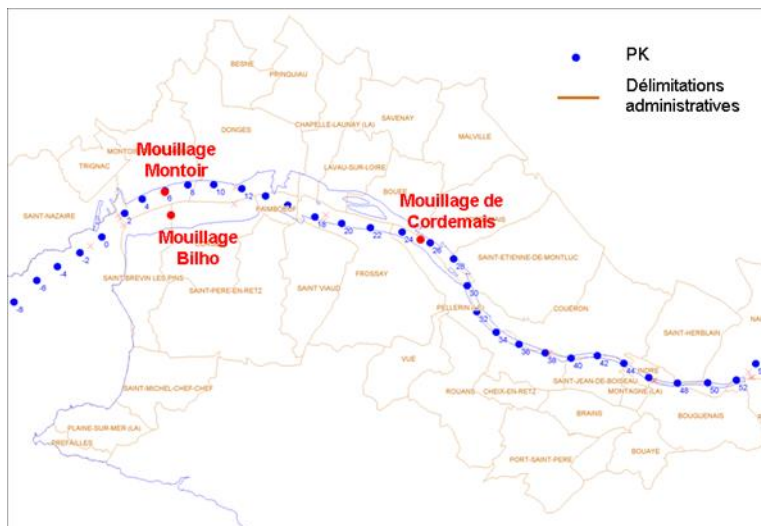 PK
Délimitations
administratives
BESNE
PRINQUIAU
SAVENAY
CHAPELLE-LAUNAY (LA)
DONGES
MALVILLE
TRIGNAC
LAVAU-SUR-LOIRE
Mouillage
Montoir
SAINT-NAZAIRE
Mouillage de
Cordemais
Mouillage
Bilho
SAINT-ETIENNE-DE-MONTLUC
SAINT-BREVIN LES PINS
SAINT-PERE-EN-RETZ
SAINT VIAUD
FROSSAY
COUËRON
SAINT-HERBLAIN
VUE
ROUANS
CHEIX-EN-RETZ
SAINT-JEAN-DE-BOISEAU
INDRE
MONTAGNE (LA)
BOUGUENAIS
BRAINS
BOUAYE
PORT-SAINT-PERE
SAINT-MICHEL-CHEF-CHEF
PLAINE-SUR-MER (LA)
PREFAILLES
-8
-6
-4
-2
0
2
4
6
8
10
12
18
20
22
24
26
28
30
32
34
36
38
40
42
44
48
50
52